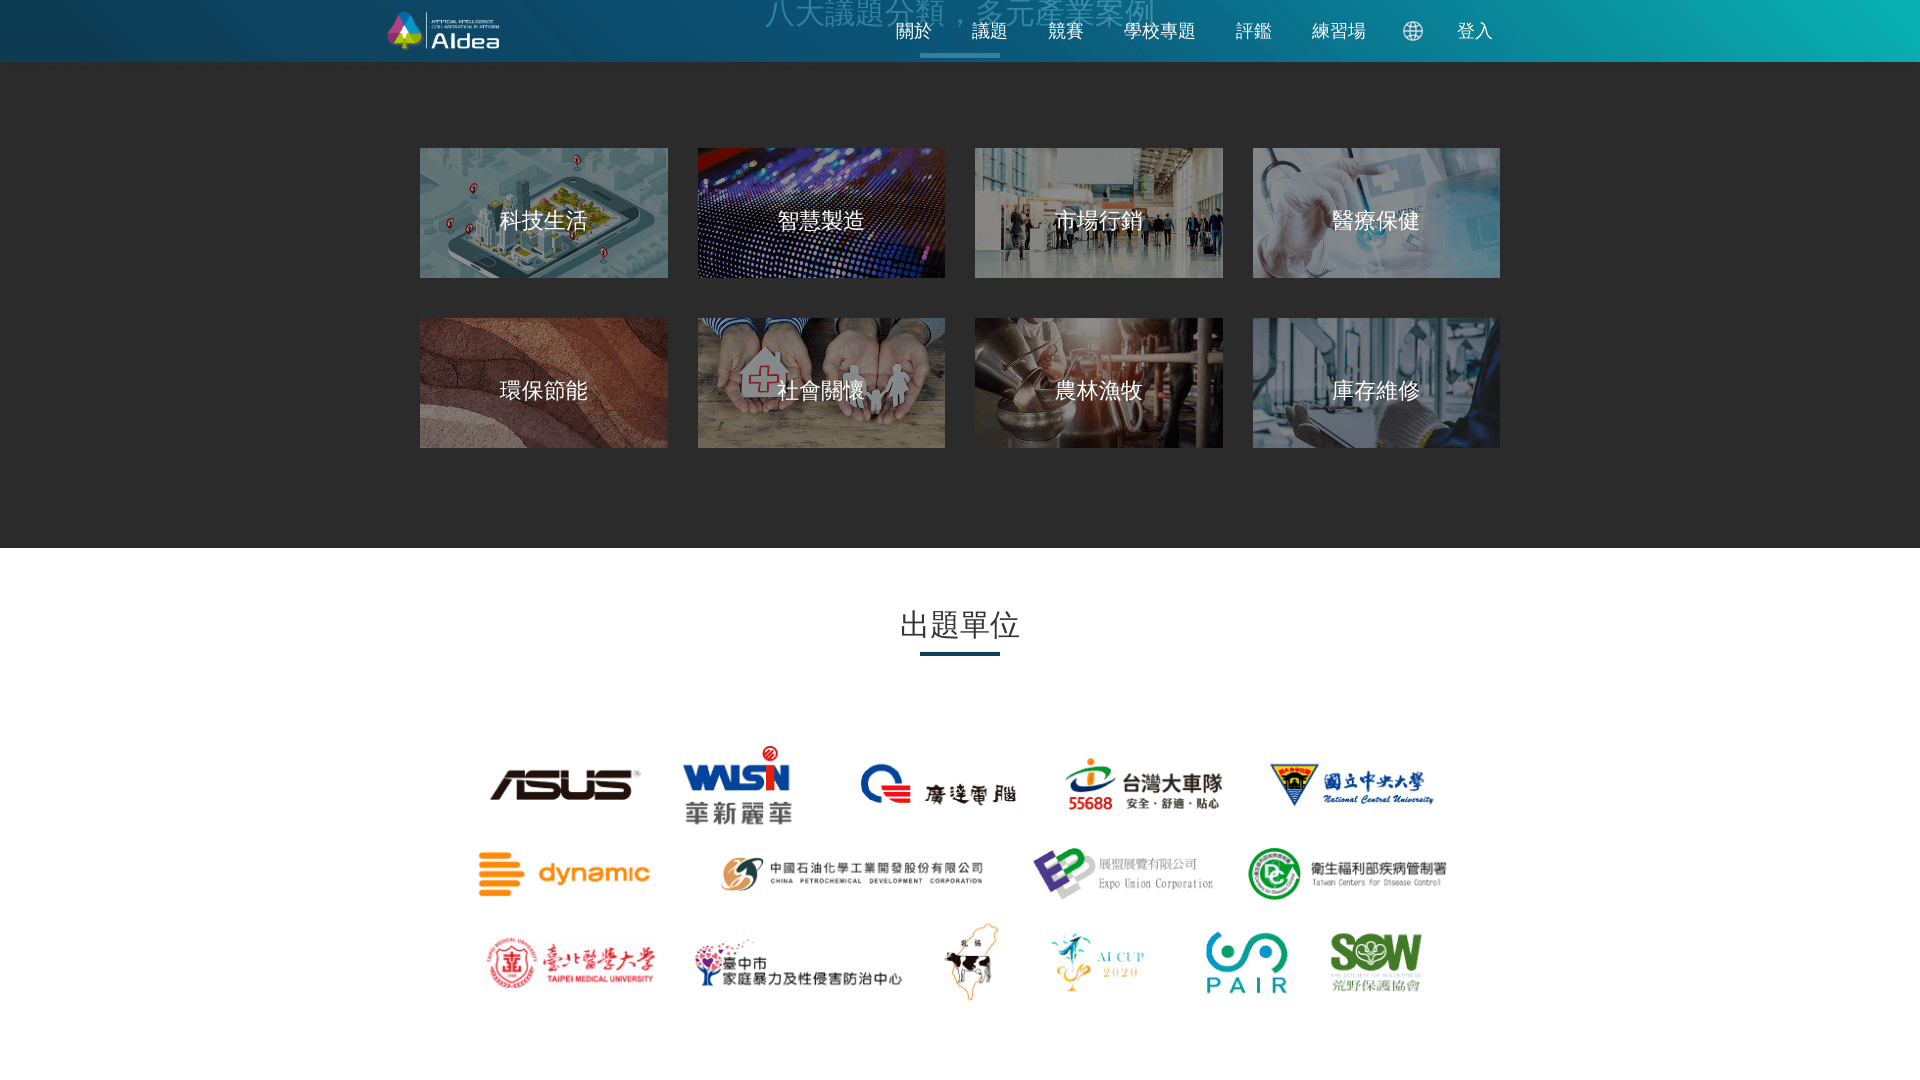 八大議題分類，多元產業案例
ARTIFICIAL INTELLIGENCE
COLLABORATION PLATFORM
AIdea
關於 議題 競賽 學校專題 評鑑 練習場 登入
科技生活 智慧製造 市場行銷 醫療保健
環保節能 社會關懷 農林漁牧 庫存維修
出題單位
ASUS
WALSIN
華新麗華
廣達電腦
55688
台灣大車隊
安全・舒適・貼心
國立中央大學
National Central University
dynamic
中國石油化學工業開發股份有限公司
CHINA PETROCHEMICAL DEVELOPMENT CORPORATION
展盟展覽有限公司
Expo Union Corporation
衛生福利部疾病管制署
Taiwan Centers for Disease Control
臺北醫學大學
TAIPEI MEDICAL UNIVERSITY
臺中市
家庭暴力及性侵害防治中心
AI CUP
2020
PAIR
SOW
THE SOCIETY OF WILDERNESS
荒野保護協會